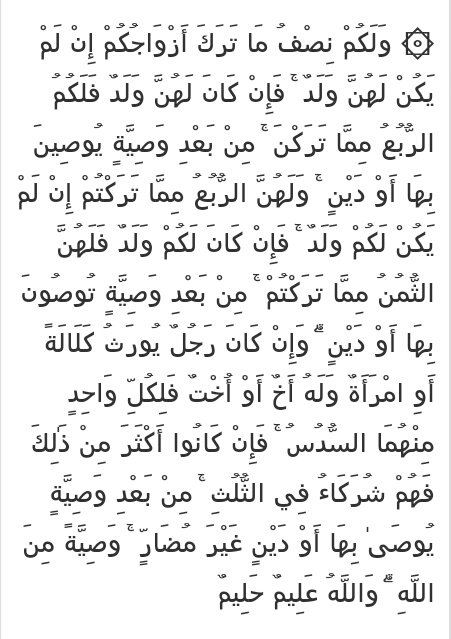 ۞ وَلَكُمْ نِصْفُ مَا تَرَكَ أَزْوَاجُكُمْ إِنْ لَمْ
يَكُنْ لَهُنَّ وَلَدٌ ۚ فَإِنْ كَانَ لَهُنَّ وَلَدٌ فَلَكُمُ
الرُّبُعُ مِمَّا تَرَكْنَ ۚ مِنْ بَعْدِ وَصِيَّةٍ يُوصِينَ
بِهَا أَوْ دَيْنٍ ۚ وَلَهُنَّ الرُّبُعُ مِمَّا تَرَكْتُمْ إِنْ لَمْ
يَكُنْ لَكُمْ وَلَدٌ ۚ فَإِنْ كَانَ لَكُمْ وَلَدٌ فَلَهُنَّ
الثُّمُنُ مِمَّا تَرَكْتُمْ ۚ مِنْ بَعْدِ وَصِيَّةٍ تُوصُونَ
بِهَا أَوْ دَيْنٍ ۗ وَإِنْ كَانَ رَجُلٌ يُورَثُ كَلَالَةً
أَوِ امْرَأَةٌ وَلَهُ أَخٌ أَوْ أُخْتٌ فَلِكُلِّ وَاحِدٍ
مِنْهُمَا السُّدُسُ ۚ فَإِنْ كَانُوا أَكْثَرَ مِنْ ذَٰلِكَ
فَهُمْ شُرَكَاءُ فِي الثُّلُثِ ۚ مِنْ بَعْدِ وَصِيَّةٍ
يُوصَىٰ بِهَا أَوْ دَيْنٍ غَيْرَ مُضَارٍّ ۚ وَصِيَّةً مِنَ
اللَّهِ ۗ وَاللَّهُ عَلِيمٌ حَلِيمٌ